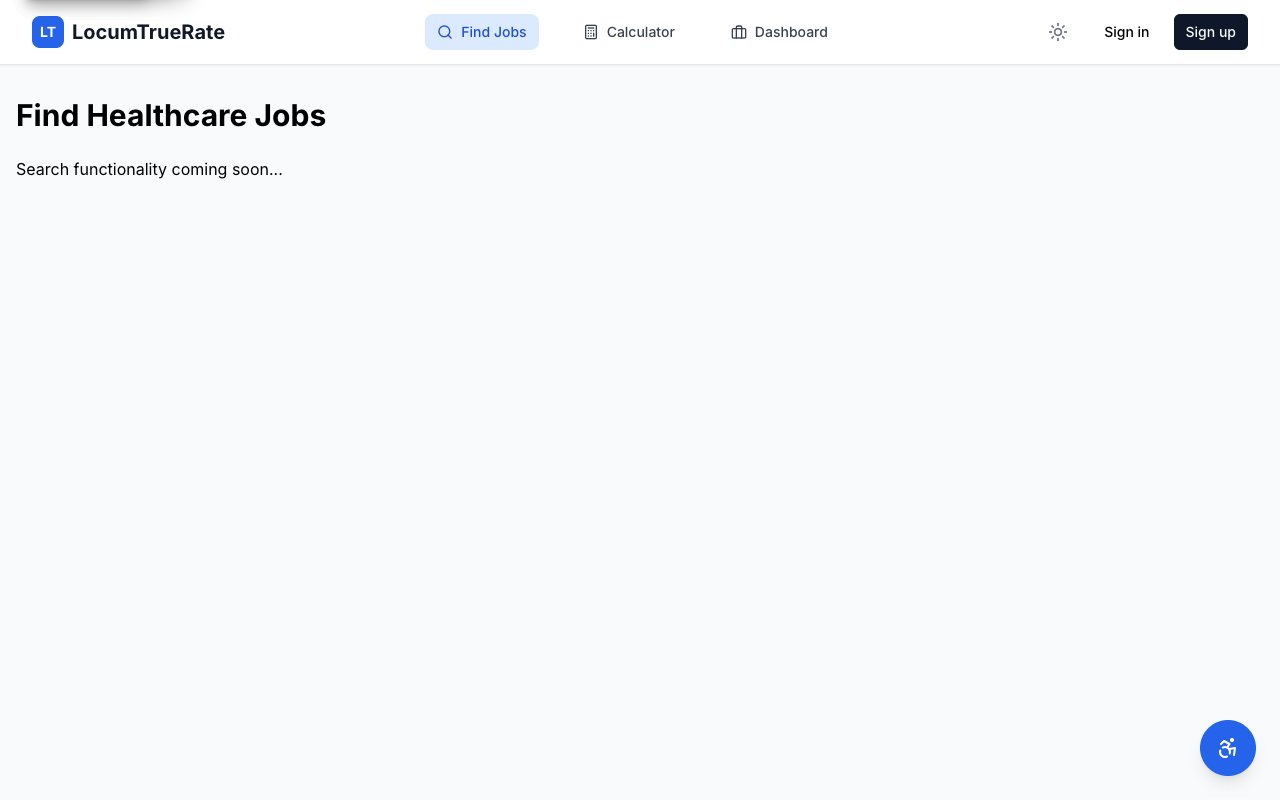 LT LocumTrueRate Find Jobs Calculator Dashboard Sign in Sign up
Find Healthcare Jobs
Search functionality coming soon...